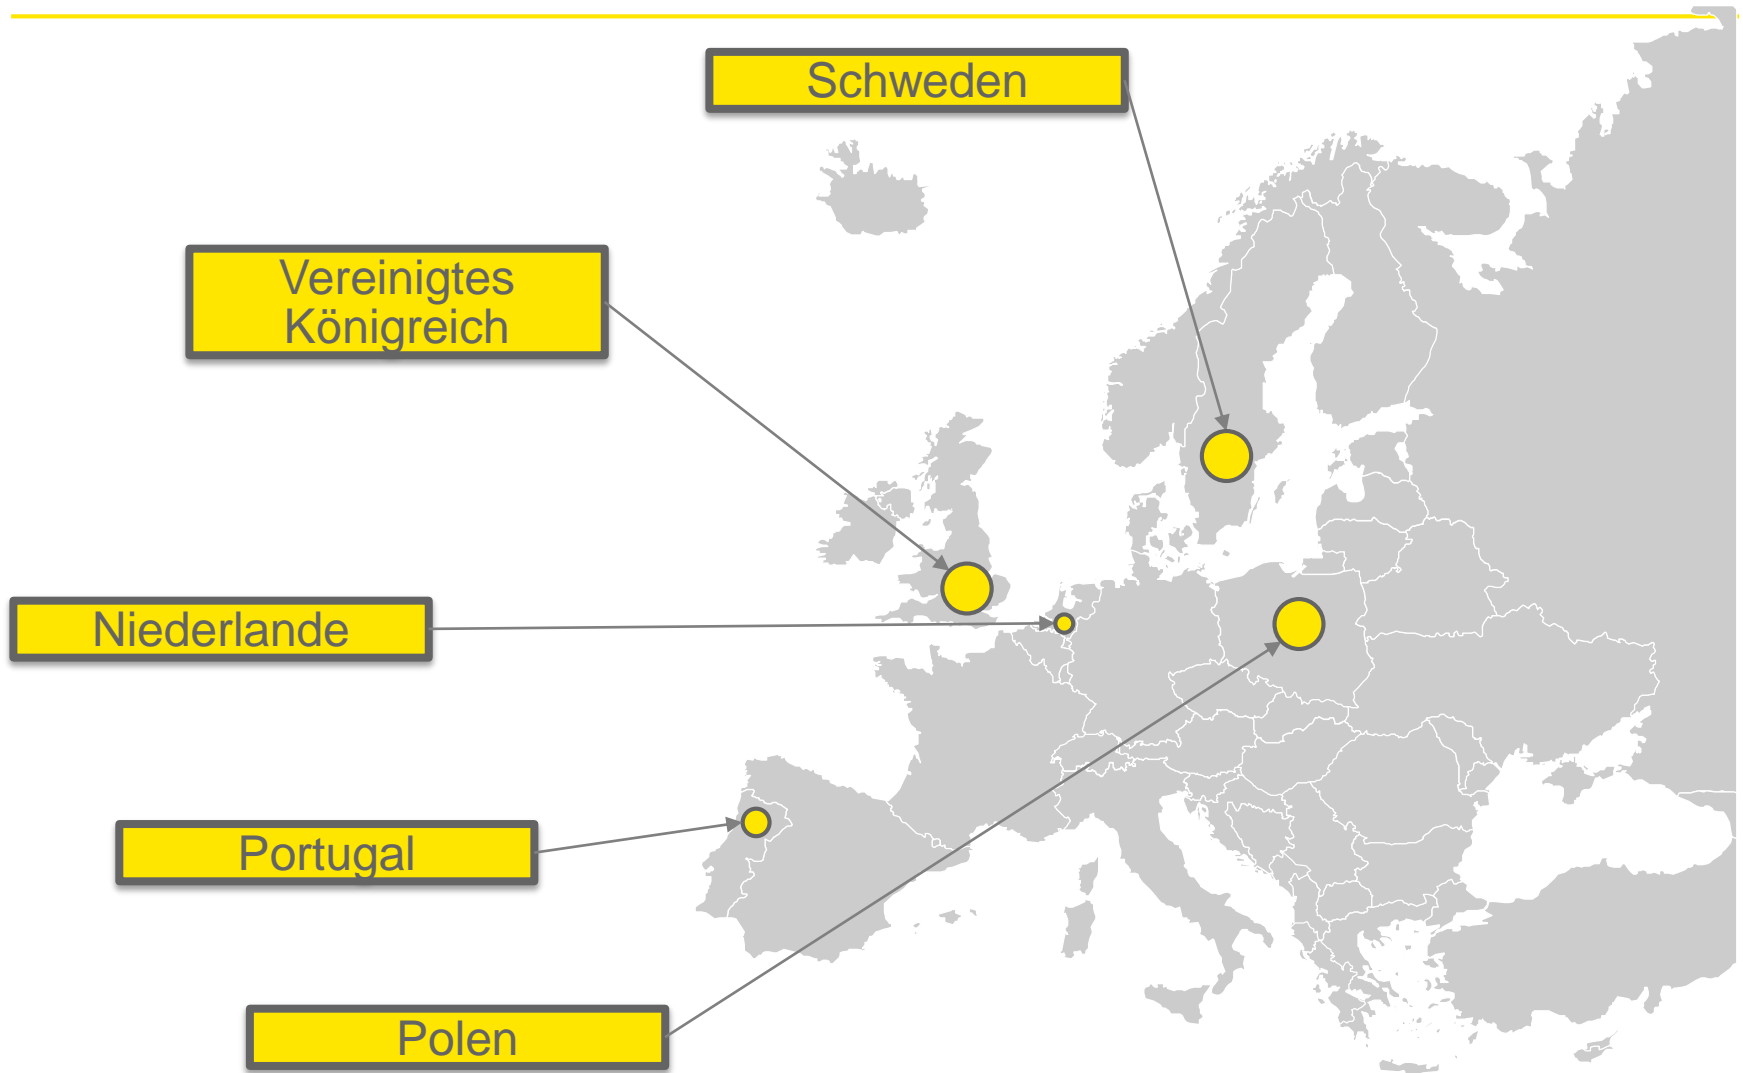 Schweden
Vereinigtes
Königreich
Niederlande
Portugal
Polen